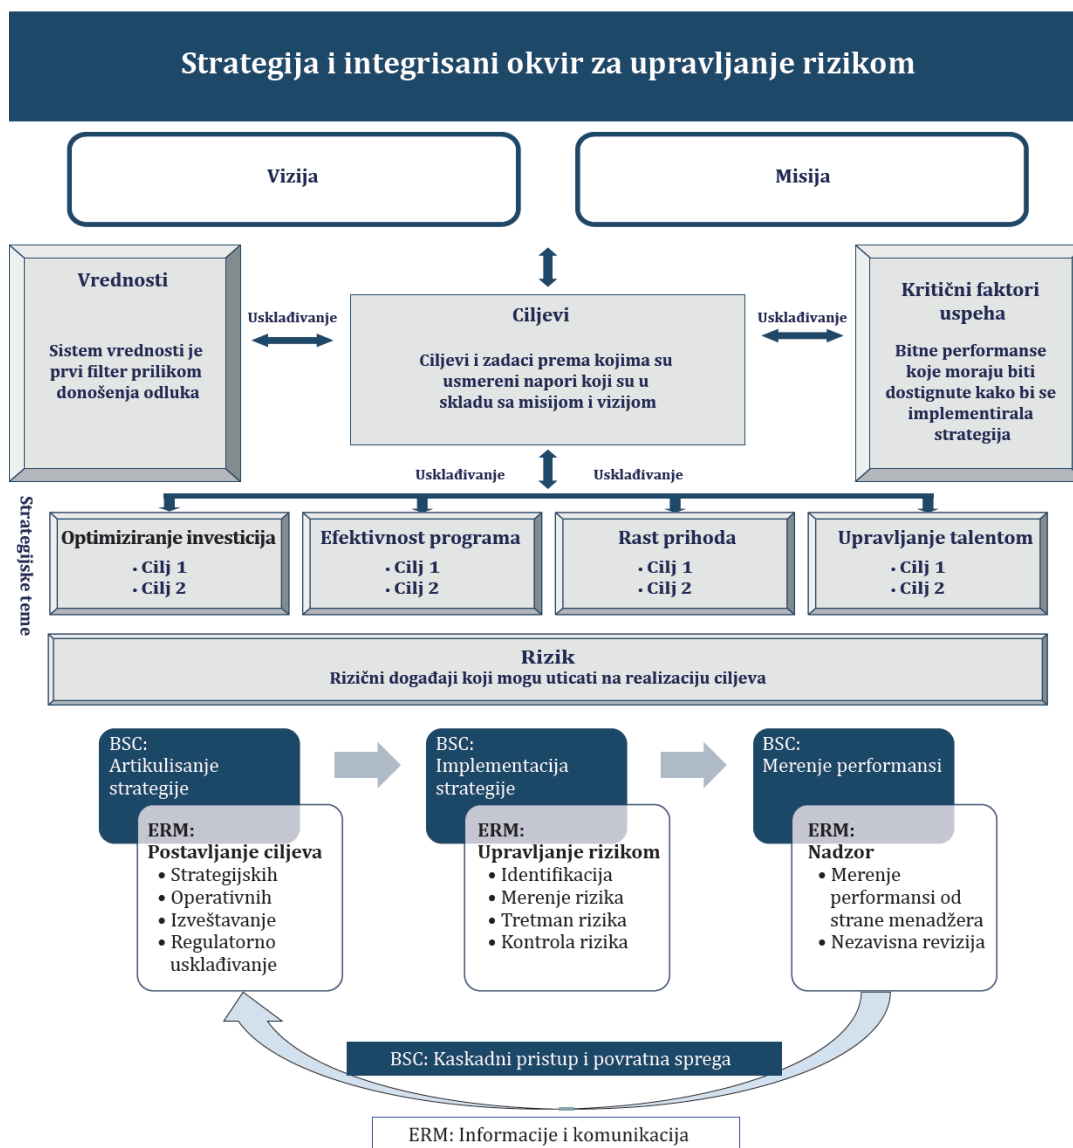 Strategija i integrisani okvir za upravljanje rizikom
Vizija
Misija
Vrednosti
Sistem vrednosti je
prvi filter prilikom
donošenja odluka
Usklađivanje
Ciljevi
Ciljevi i zadaci prema kojima su
usmereni napori koji su u
skladu sa misijom i vizijom
Usklađivanje
Kritični faktori
uspeha
Bitne performanse
koje moraju biti
dostignute kako bi se
implementirala
strategija
Usklađivanje
Usklađivanje
Strategijske teme
Optimiziranje investicija
• Cilj 1
• Cilj 2
Efektivnost programa
• Cilj 1
• Cilj 2
Rast prihoda
• Cilj 1
• Cilj 2
Upravljanje talentom
• Cilj 1
• Cilj 2
Rizik
Rizični događaji koji mogu uticati na realizaciju ciljeva
BSC:
Artikulisanje
strategije
ERM:
Postavljanje ciljeva
• Strategijskih
• Operativnih
• Izveštavanje
• Regulatorno
usklađivanje
BSC:
Implementacija
strategije
ERM:
Upravljanje rizikom
• Identifikacija
• Merenje rizika
• Tretman rizika
• Kontrola rizika
BSC:
Merenje performansi
ERM:
Nadzor
• Merenje
performansi od
strane menadžera
• Nezavisna revizija
BSC: Kaskadni pristup i povratna sprega
ERM: Informacije i komunikacija